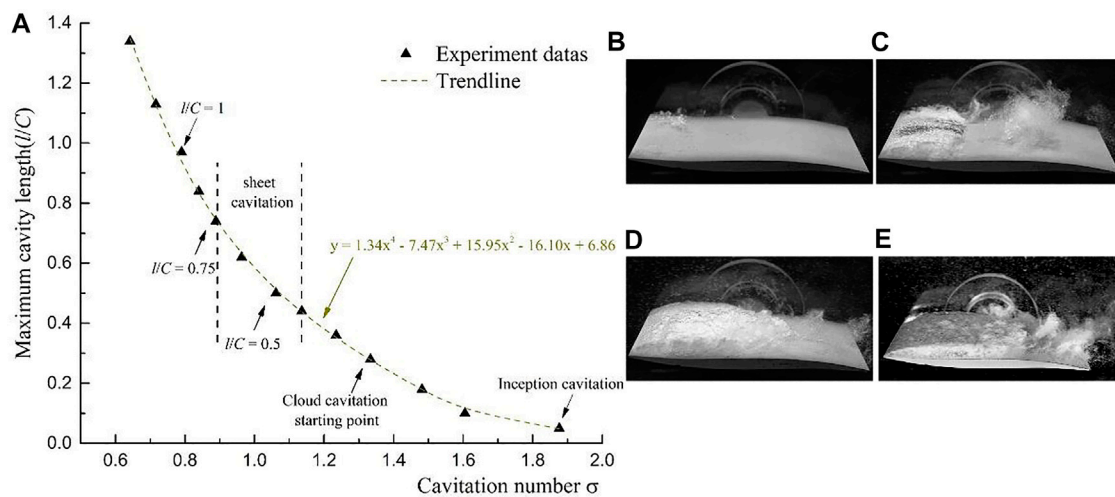 A
Maximum cavity length(l/C)
1.4
1.2
1.0
0.8
0.6
0.4
0.2
0.0
0.6
0.8
1.0
1.2
1.4
1.6
1.8
2.0
Cavitation number σ
Experiment datas
Trendline
l/C = 1
sheet
cavitation
l/C = 0.75
l/C = 0.5
y = 1.34x⁴ - 7.47x³ + 15.95x² - 16.10x + 6.86
Cloud cavitation
starting point
Inception cavitation
B
C
D
E